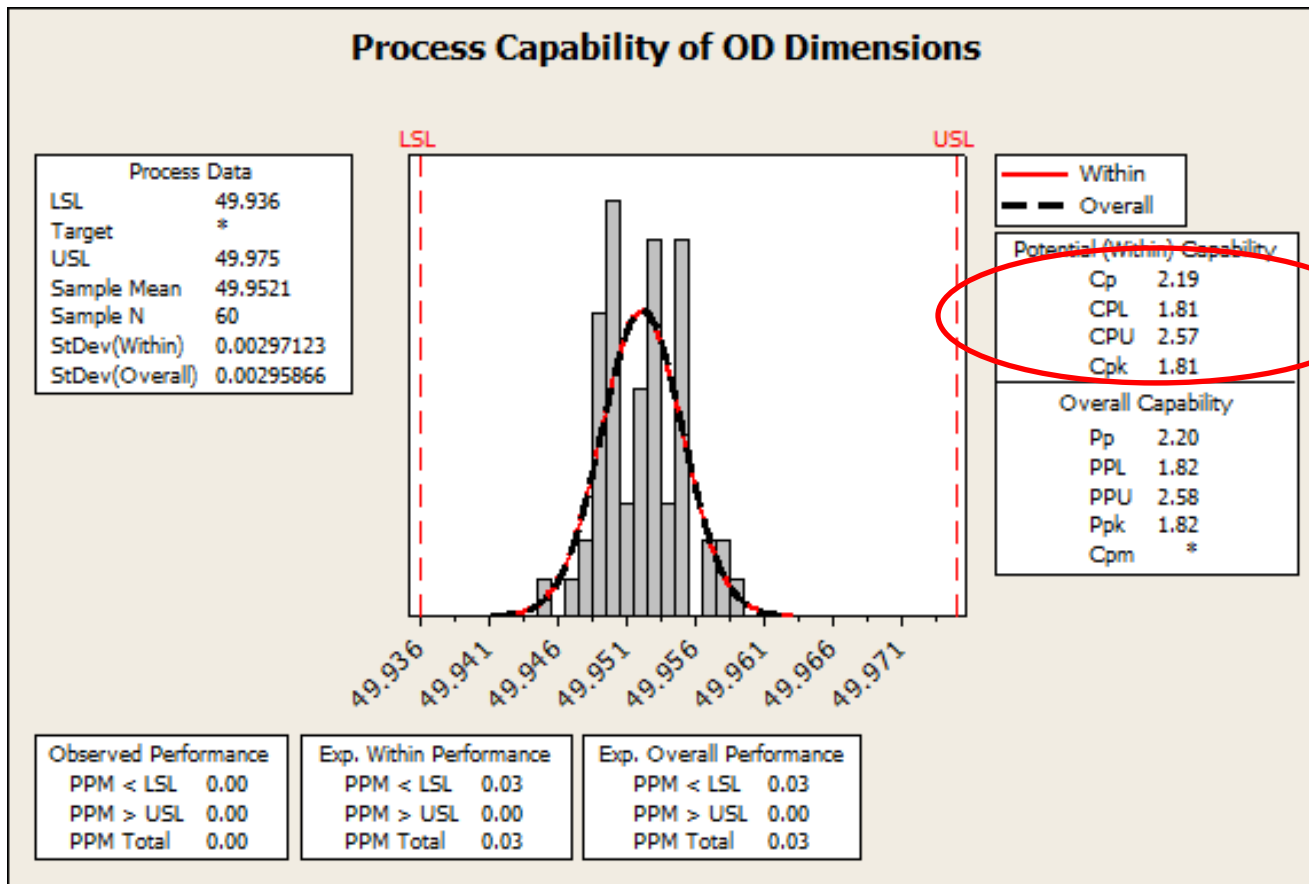 Process Capability of OD Dimensions
LSL
USL
Process Data
LSL 49.936
Target *
USL 49.975
Sample Mean 49.9521
Sample N 60
StDev(Within) 0.00297123
StDev(Overall) 0.00295866
Within
Overall
Potential (Within) Capability
Cp 2.19
CPL 1.81
CPU 2.57
Cpk 1.81
Overall Capability
Pp 2.20
PPL 1.82
PPU 2.58
Ppk 1.82
Cpm *
49.936 49.941 49.946 49.951 49.956 49.961 49.966 49.971
Observed Performance
PPM < LSL 0.00
PPM > USL 0.00
PPM Total 0.00
Exp. Within Performance
PPM < LSL 0.03
PPM > USL 0.00
PPM Total 0.03
Exp. Overall Performance
PPM < LSL 0.03
PPM > USL 0.00
PPM Total 0.03